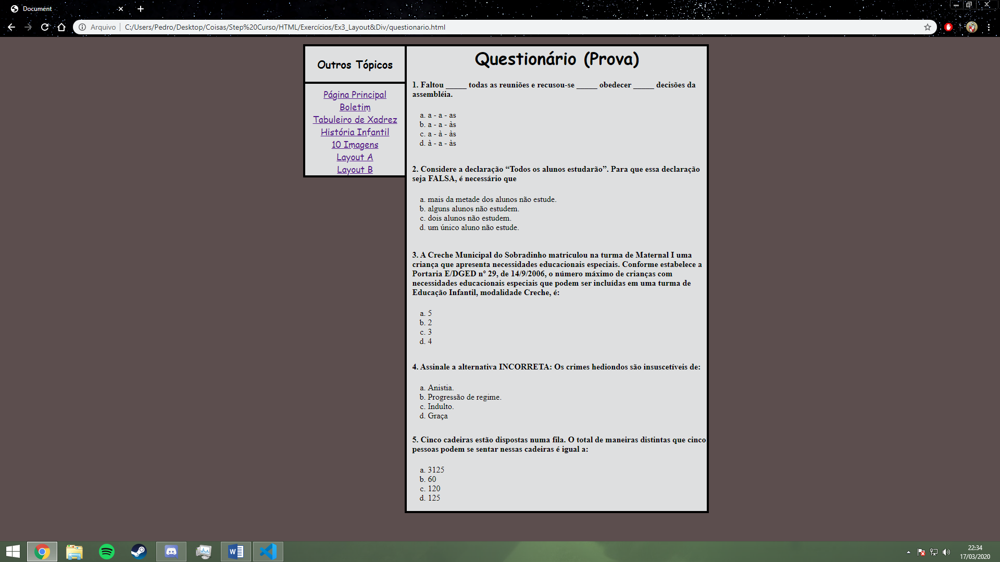 Document
Arquivo
C:/Users/Pedro/Desktop/Coisas/Step%20Curso/HTML/Exercícios/Ex3_Layout&Div/questionario.html
Outros Tópicos
Página Principal
Boletim
Tabuleiro de Xadrez
História Infantil
10 Imagens
Layout A
Layout B
Questionário (Prova)
1. Faltou _____ todas as reuniões e recusou-se _____ obedecer _____ decisões da
assembléia.
a. a - a - as
b. a - a - às
c. a - à - às
d. à - a - às
2. Considere a declaração “Todos os alunos estudarão”. Para que essa declaração
seja FALSA, é necessário que
a. mais da metade dos alunos não estude.
b. alguns alunos não estudem.
c. dois alunos não estudem.
d. um único aluno não estude.
3. A Creche Municipal do Sobradinho matriculou na turma de Maternal I uma
criança que apresenta necessidades educacionais especiais. Conforme estabelece a
Portaria E/DGED nº 29, de 14/9/2006, o número máximo de crianças com
necessidades educacionais especiais que podem ser incluídas em uma turma de
Educação Infantil, modalidade Creche, é:
a. 5
b. 2
c. 3
d. 4
4. Assinale a alternativa INCORRETA: Os crimes hediondos são insuscetíveis de:
a. Anistia.
b. Progressão de regime.
c. Indulto.
d. Graça
5. Cinco cadeiras estão dispostas numa fila. O total de maneiras distintas que cinco
pessoas podem se sentar nessas cadeiras é igual a:
a. 3125
b. 60
c. 120
d. 125
22:34
17/03/2020